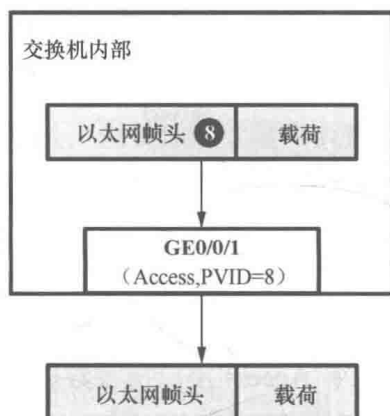 交换机内部
以太网帧头 8 载荷
GE0/0/1
（Access,PVID=8）
以太网帧头 载荷